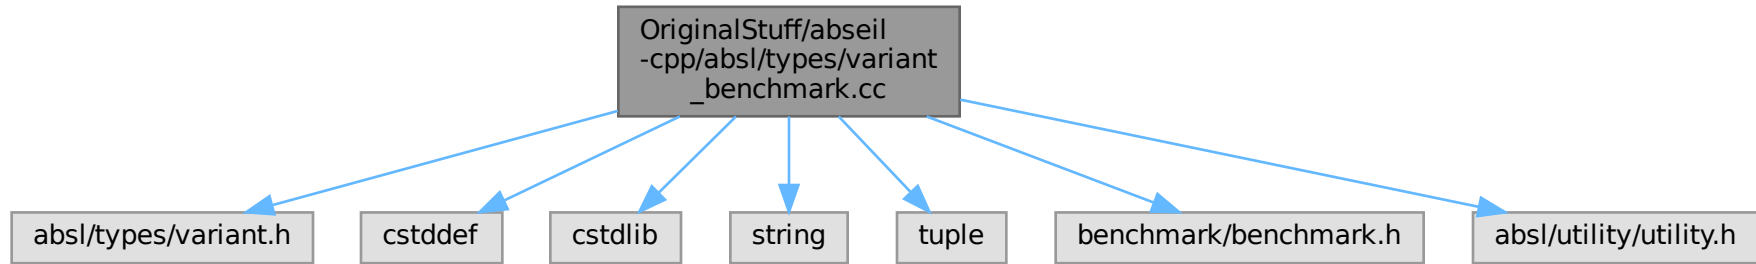 OriginalStuff/abseil
-cpp/absl/types/variant
_benchmark.cc
absl/types/variant.h
cstddef
cstdlib
string
tuple
benchmark/benchmark.h
absl/utility/utility.h